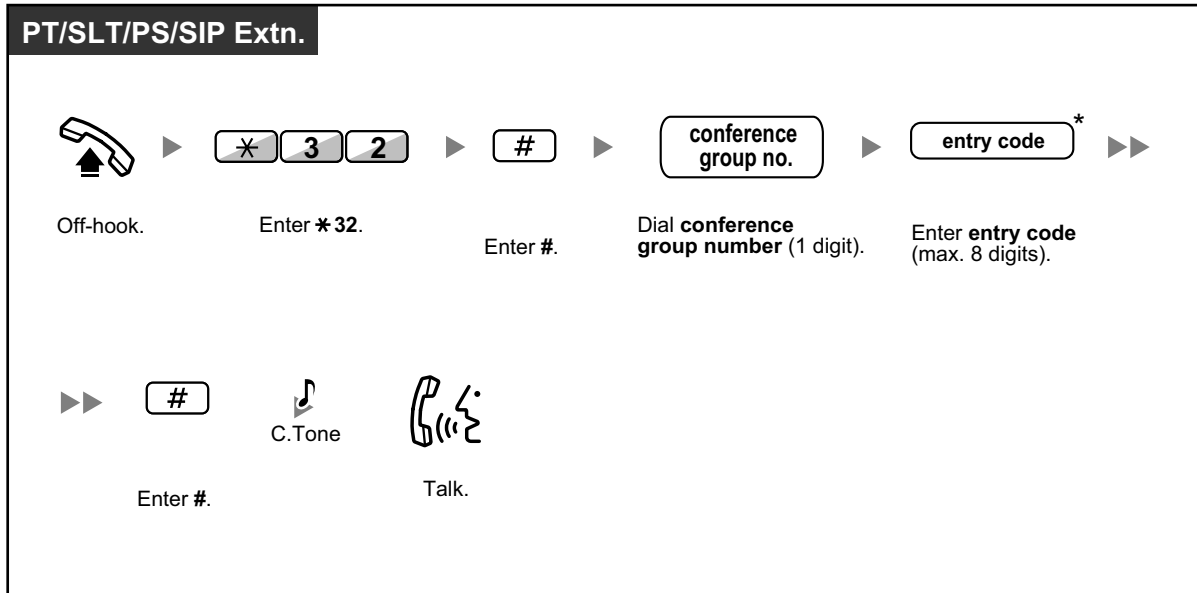 PT/SLT/PS/SIP Extn.
* 3 2
#
conference
group no.
entry code
*
Off-hook.
Enter *32.
Enter #.
Dial conference
group number (1 digit).
Enter entry code
(max. 8 digits).
#
C.Tone
Enter #.
Talk.